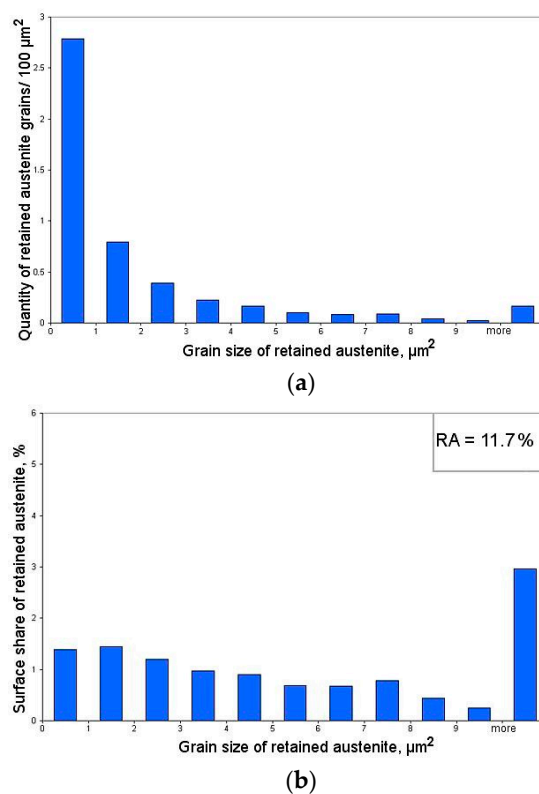 3
2.5
2
1.5
1
0.5
0
Quantity of retained austenite grains/ 100 µm²
0 1 2 3 4 5 6 7 8 9 more
Grain size of retained austenite, µm²
(a)
6
5
4
3
2
1
0
Surface share of retained austenite, %
RA = 11.7%
0 1 2 3 4 5 6 7 8 9 more
Grain size of retained austenite, µm²
(b)